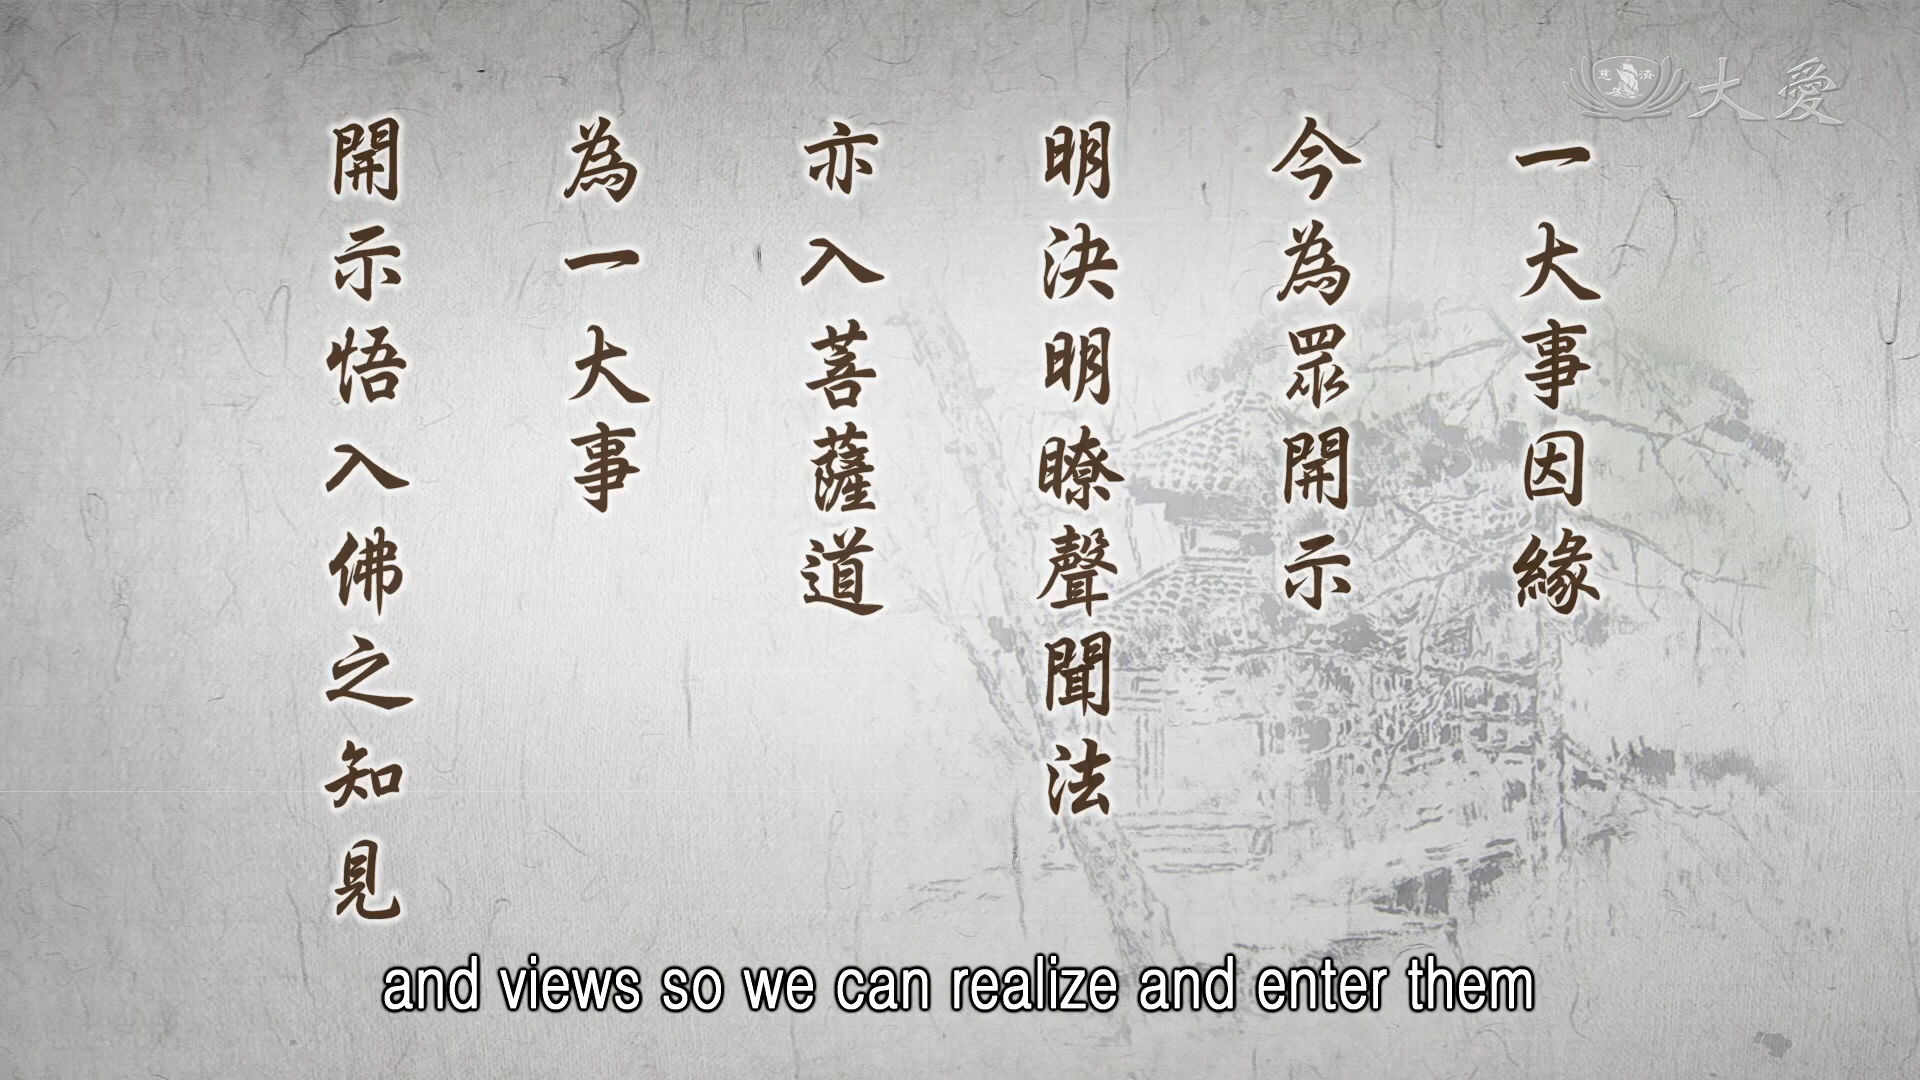 一大事因緣
今為眾開示
明決明瞭聲聞法
亦入菩薩道
為一大事
開示悟入佛之知見
and views so we can realize and enter them
慈濟
大愛